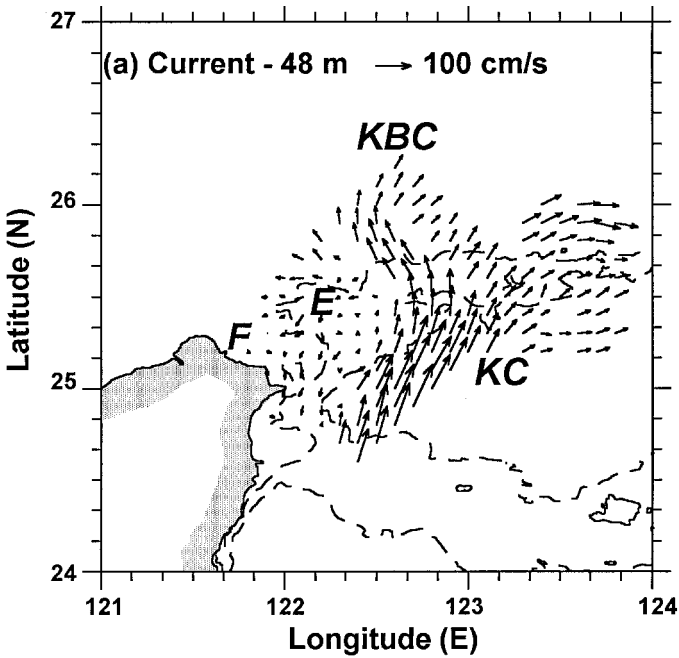 27
(a) Current - 48 m → 100 cm/s
KBC
26
Latitude (N)
E
F
25
KC
24
121
122
123
124
Longitude (E)